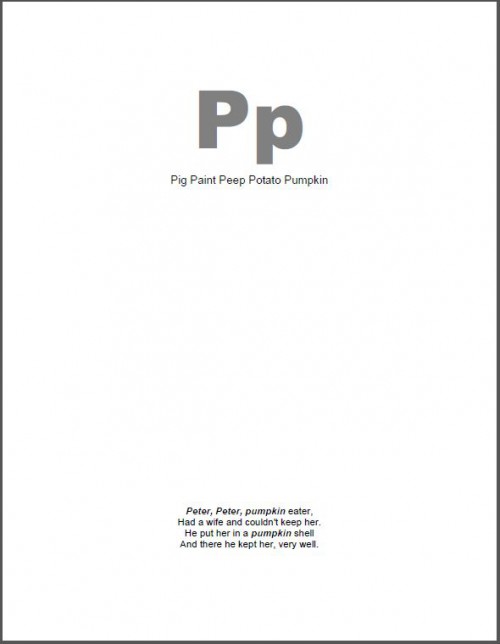 Pp
Pig Paint Peep Potato Pumpkin
Peter, Peter, pumpkin eater,
Had a wife and couldn't keep her.
He put her in a pumpkin shell
And there he kept her, very well.